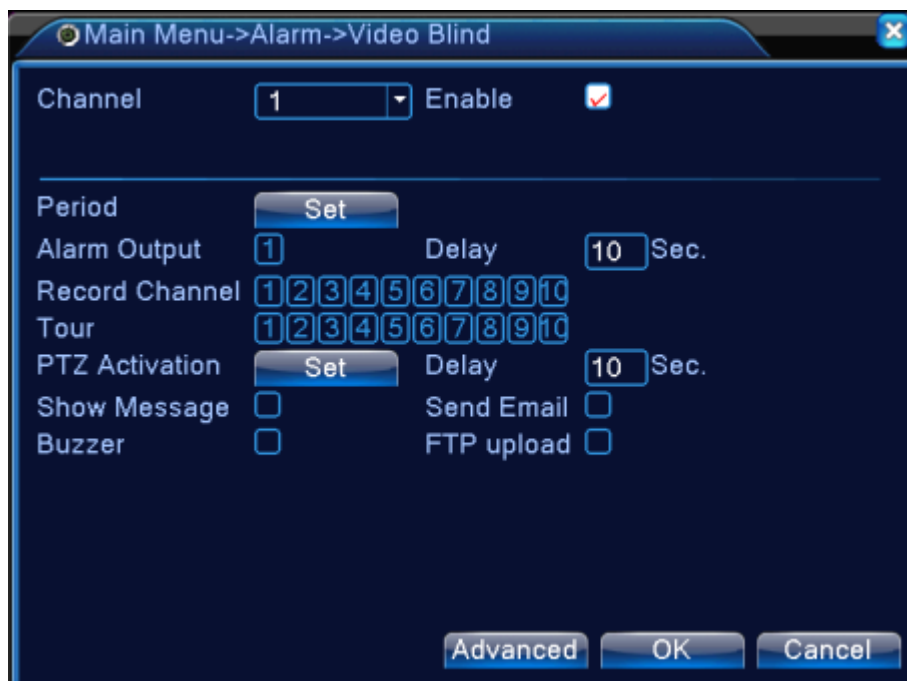 Main Menu->Alarm->Video Blind
Channel 1 Enable
Period Set
Alarm Output 1 Delay 10 Sec.
Record Channel 1 2 3 4 5 6 7 8 9 10
Tour 1 2 3 4 5 6 7 8 9 10
PTZ Activation Set Delay 10 Sec.
Show Message Send Email
Buzzer FTP upload
Advanced OK Cancel